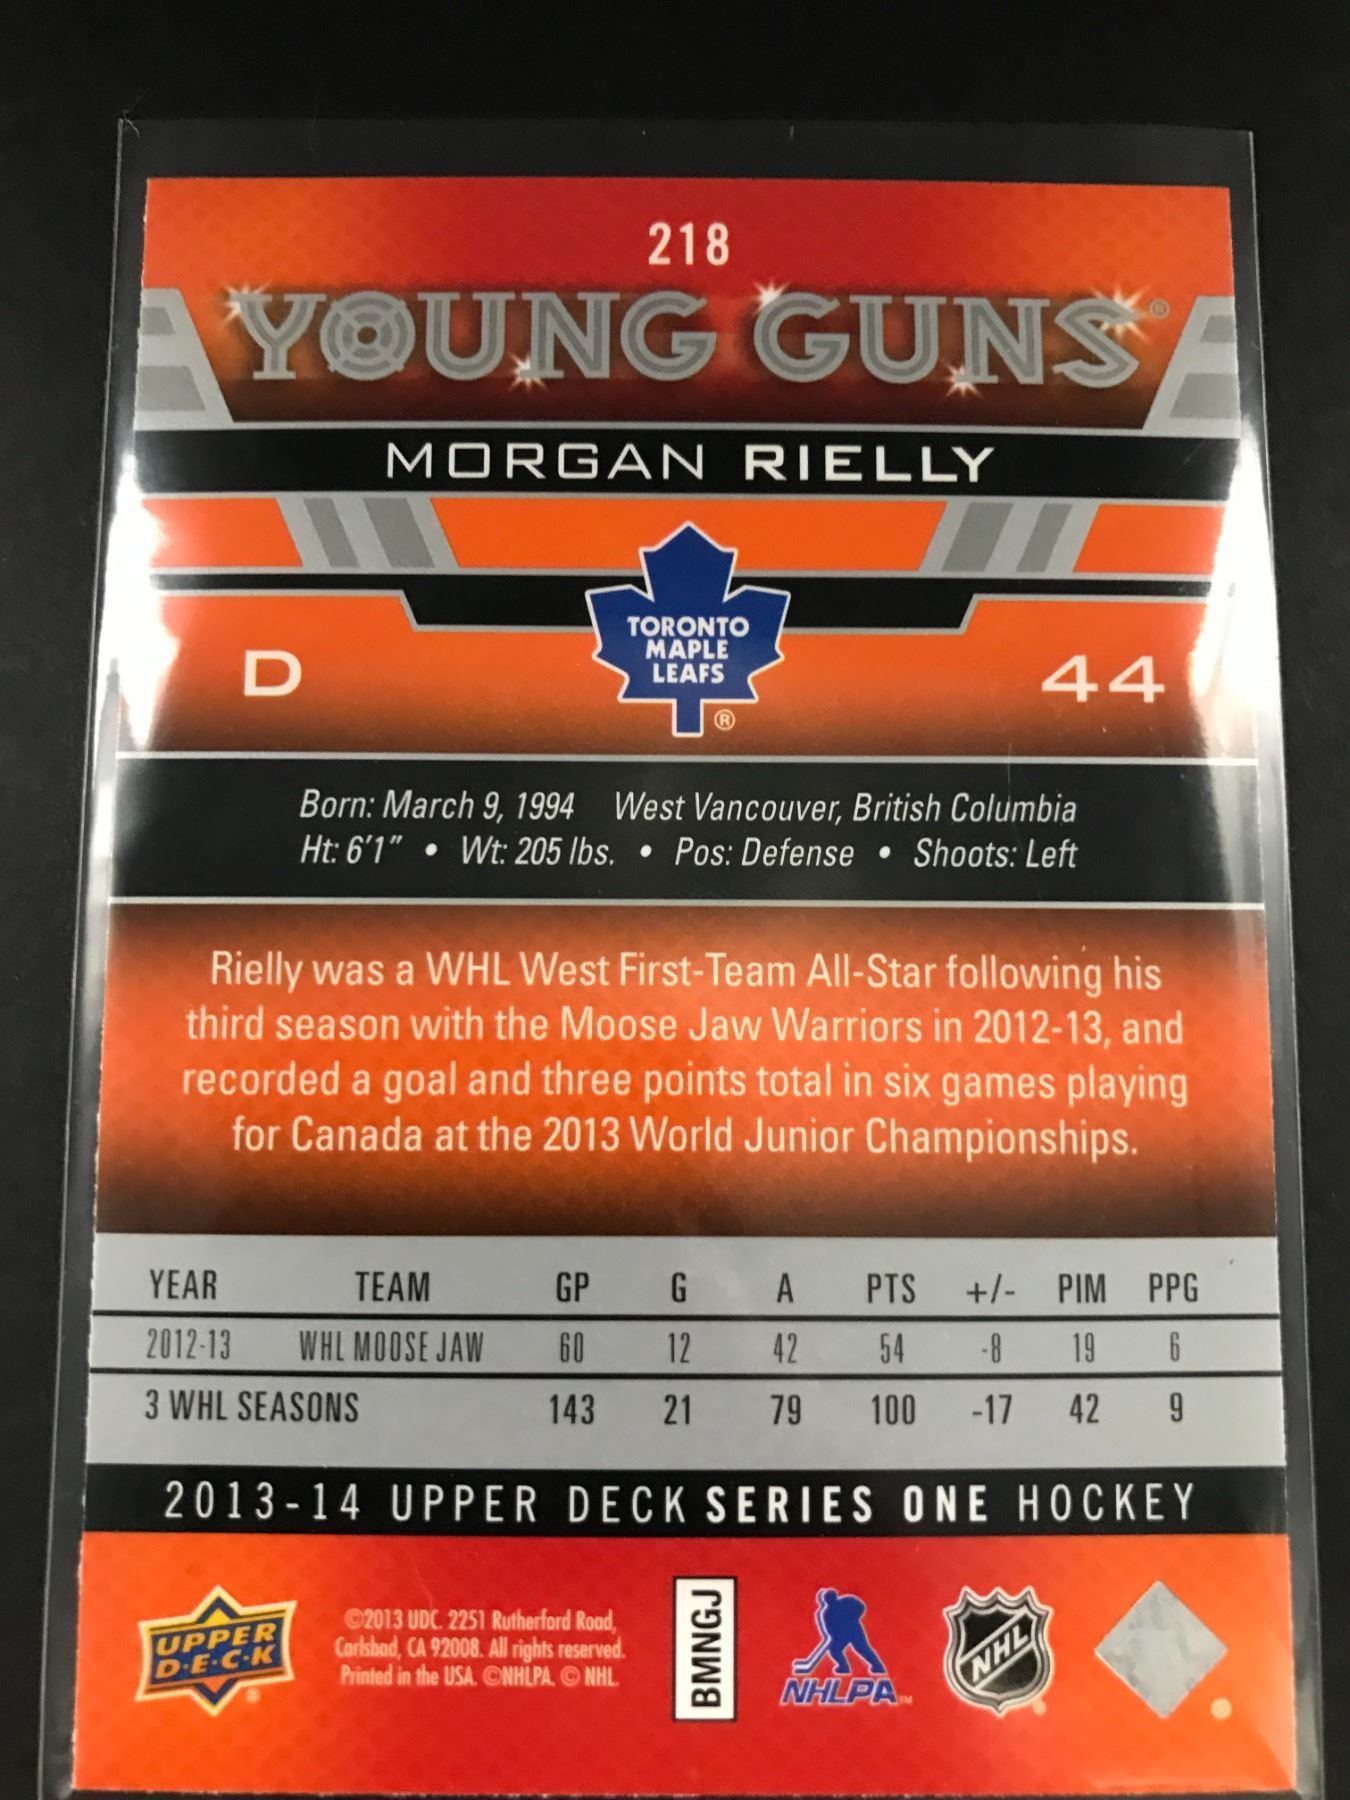 218
YOUNG GUNS®
MORGAN RIELLY
TORONTO
MAPLE
LEAFS
®
D
44
Born: March 9, 1994 West Vancouver, British Columbia
Ht: 6'1" • Wt: 205 lbs. • Pos: Defense • Shoots: Left
Rielly was a WHL West First-Team All-Star following his
third season with the Moose Jaw Warriors in 2012-13, and
recorded a goal and three points total in six games playing
for Canada at the 2013 World Junior Championships.
YEAR TEAM GP G A PTS +/- PIM PPG
2012-13 WHL MOOSE JAW 60 12 42 54 -8 19 6
3 WHL SEASONS 143 21 79 100 -17 42 9
2013-14 UPPER DECK SERIES ONE HOCKEY
UPPER
D·E·C·K
®
©2013 UDC. 2251 Rutherford Road,
Carlsbad, CA 92008. All rights reserved.
Printed in the USA. ©NHLPA. © NHL.
BMNGJ
NHLPA™
NHL
®